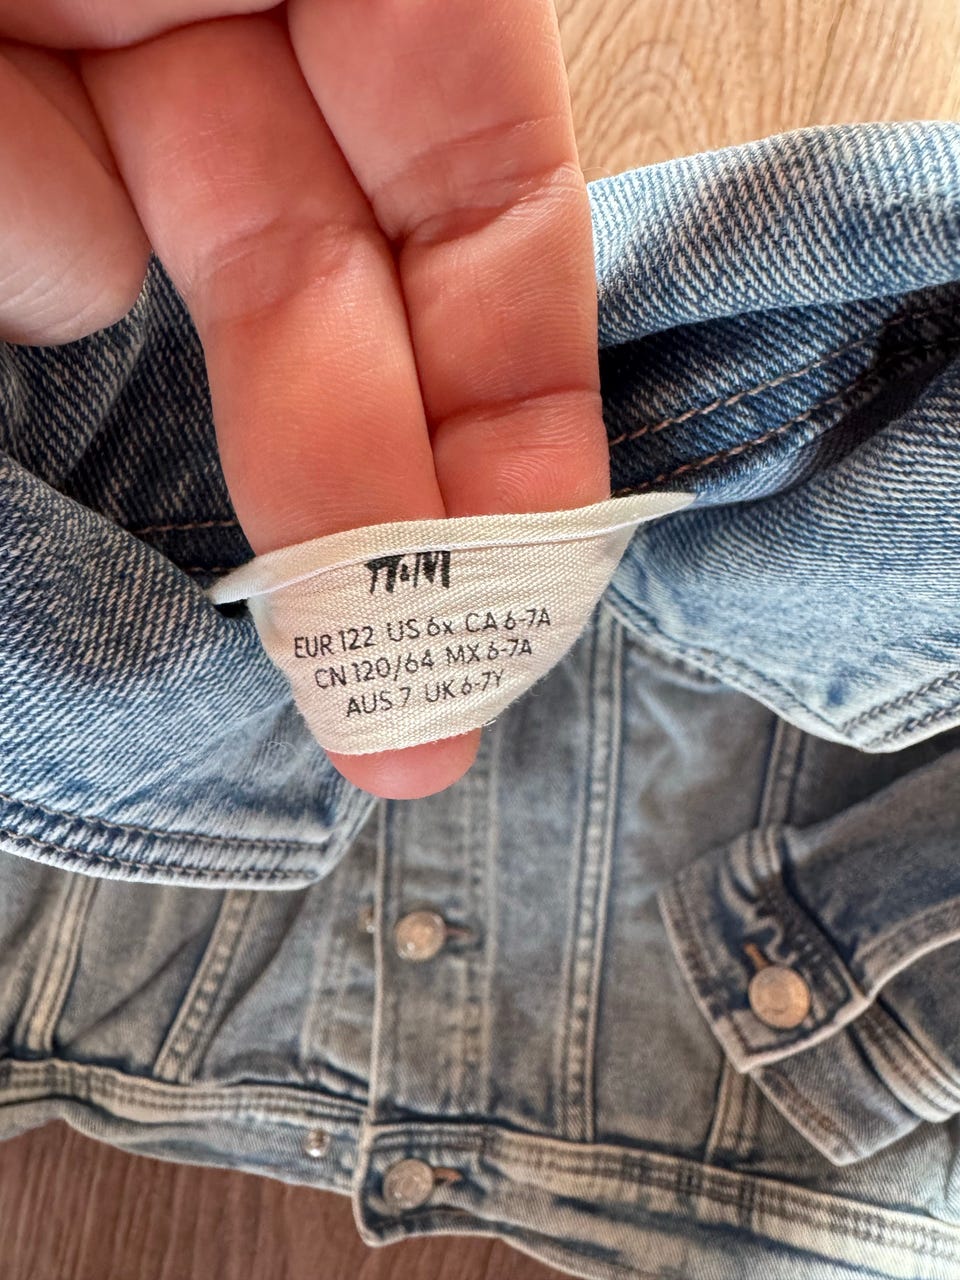 H&M
EUR 122 US 6x CA 6-7A
CN 120/64 MX 6-7A
AUS 7 UK 6-7Y